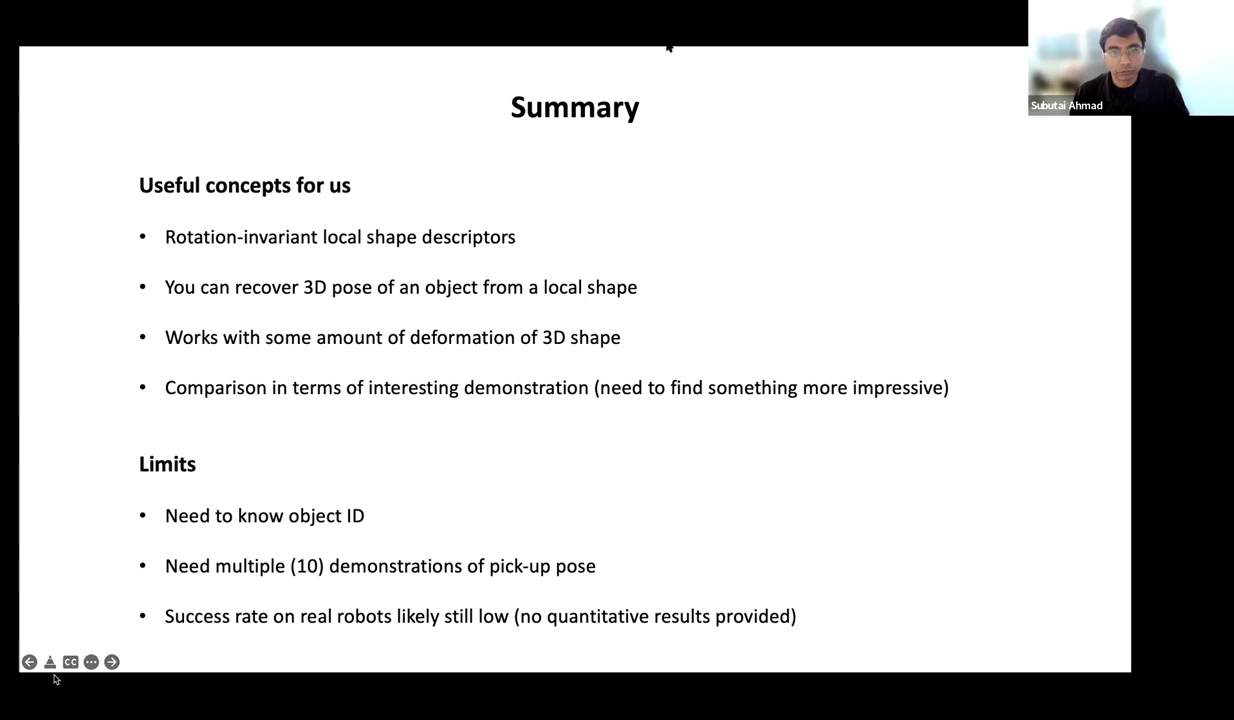 Summary
Subutai Ahmad
Useful concepts for us
• Rotation-invariant local shape descriptors
• You can recover 3D pose of an object from a local shape
• Works with some amount of deformation of 3D shape
• Comparison in terms of interesting demonstration (need to find something more impressive)
Limits
• Need to know object ID
• Need multiple (10) demonstrations of pick-up pose
• Success rate on real robots likely still low (no quantitative results provided)
CC